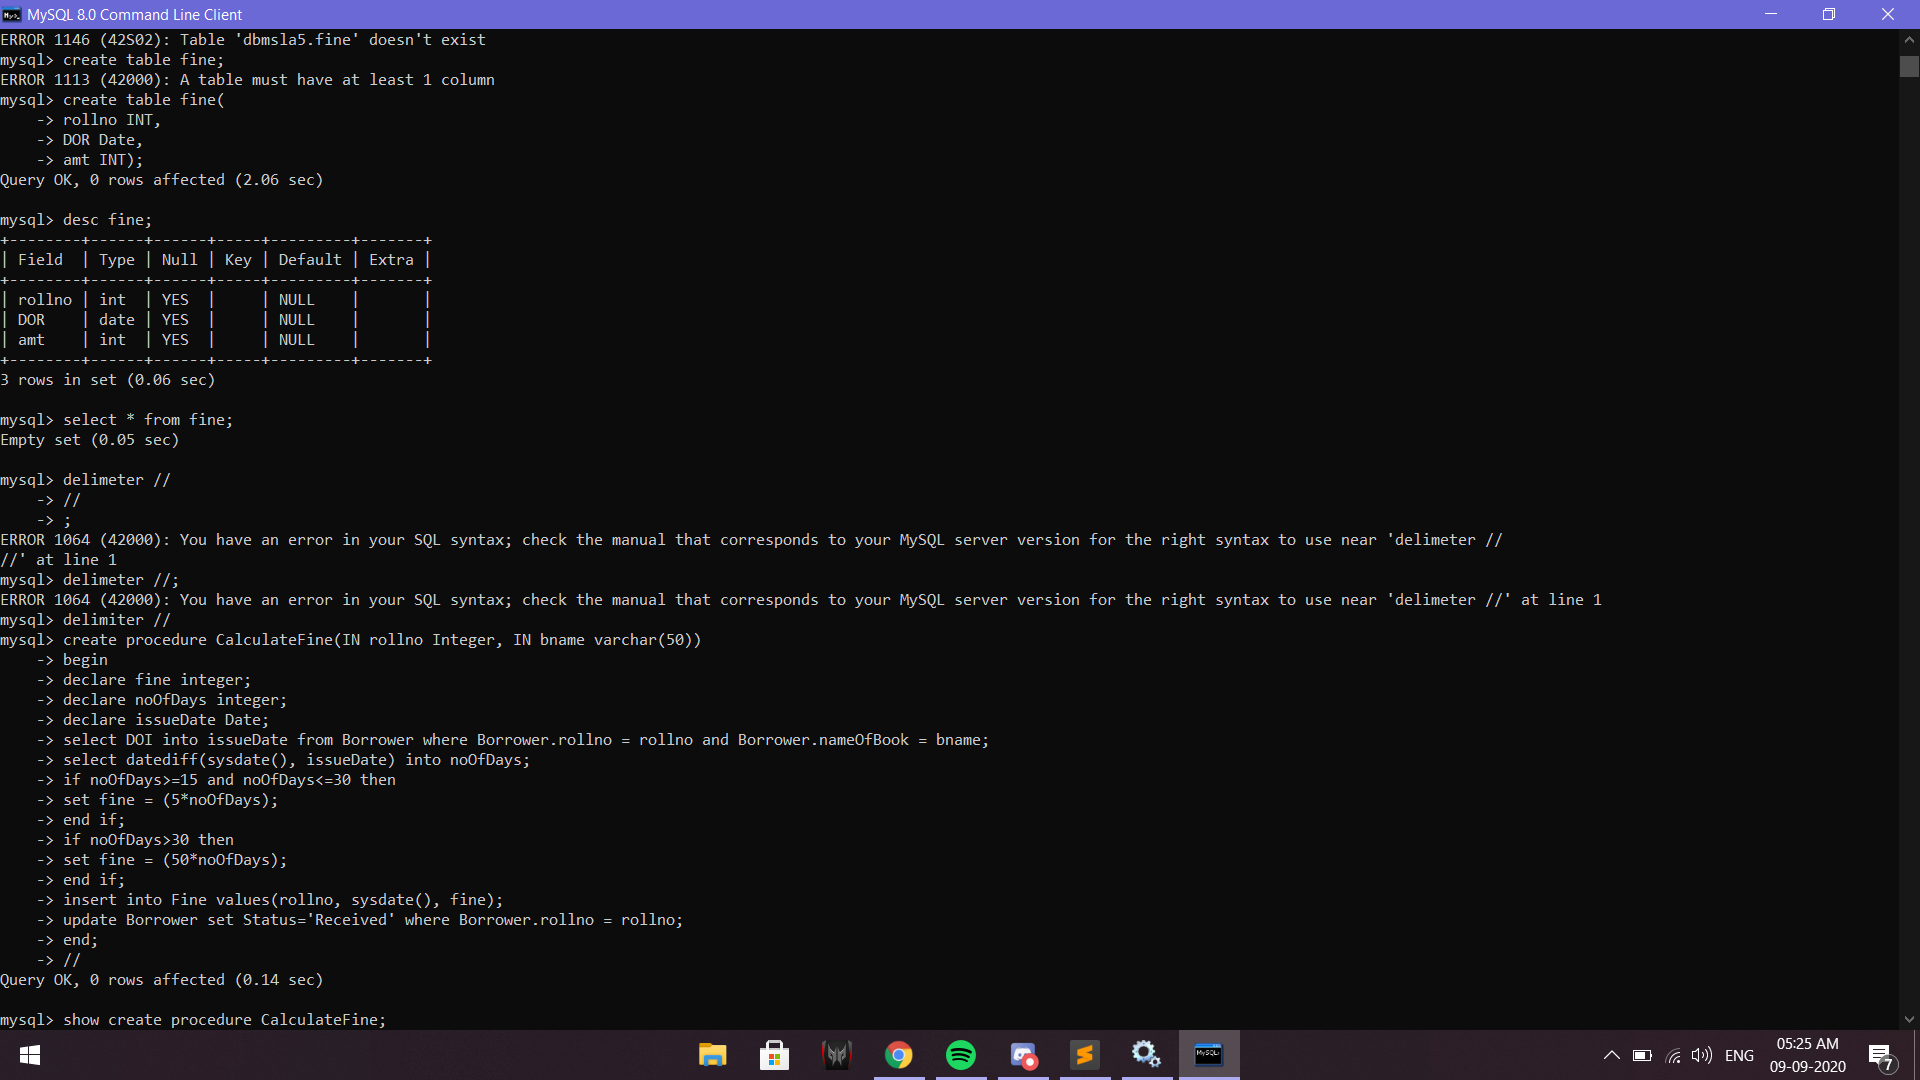 MySQL 8.0 Command Line Client
ERROR 1146 (42S02): Table 'dbmsla5.fine' doesn't exist
mysql> create table fine;
ERROR 1113 (42000): A table must have at least 1 column
mysql> create table fine(
    -> rollno INT,
    -> DOR Date,
    -> amt INT);
Query OK, 0 rows affected (2.06 sec)
mysql> desc fine;
+--------+------+------+-----+---------+-------+
| Field  | Type | Null | Key | Default | Extra |
+--------+------+------+-----+---------+-------+
| rollno | int  | YES  |     | NULL    |       |
| DOR    | date | YES  |     | NULL    |       |
| amt    | int  | YES  |     | NULL    |       |
+--------+------+------+-----+---------+-------+
3 rows in set (0.06 sec)
mysql> select * from fine;
Empty set (0.05 sec)
mysql> delimeter //
    -> //
    -> ;
ERROR 1064 (42000): You have an error in your SQL syntax; check the manual that corresponds to your MySQL server version for the right syntax to use near 'delimeter //
//' at line 1
mysql> delimeter //;
ERROR 1064 (42000): You have an error in your SQL syntax; check the manual that corresponds to your MySQL server version for the right syntax to use near 'delimeter //' at line 1
mysql> delimiter //
mysql> create procedure CalculateFine(IN rollno Integer, IN bname varchar(50))
    -> begin
    -> declare fine integer;
    -> declare noOfDays integer;
    -> declare issueDate Date;
    -> select DOI into issueDate from Borrower where Borrower.rollno = rollno and Borrower.nameOfBook = bname;
    -> select datediff(sysdate(), issueDate) into noOfDays;
    -> if noOfDays>=15 and noOfDays<=30 then
    -> set fine = (5*noOfDays);
    -> end if;
    -> if noOfDays>30 then
    -> set fine = (50*noOfDays);
    -> end if;
    -> insert into Fine values(rollno, sysdate(), fine);
    -> update Borrower set Status='Received' where Borrower.rollno = rollno;
    -> end;
    -> //
Query OK, 0 rows affected (0.14 sec)
mysql> show create procedure CalculateFine;
MySQL
ENG
05:25 AM
09-09-2020
7